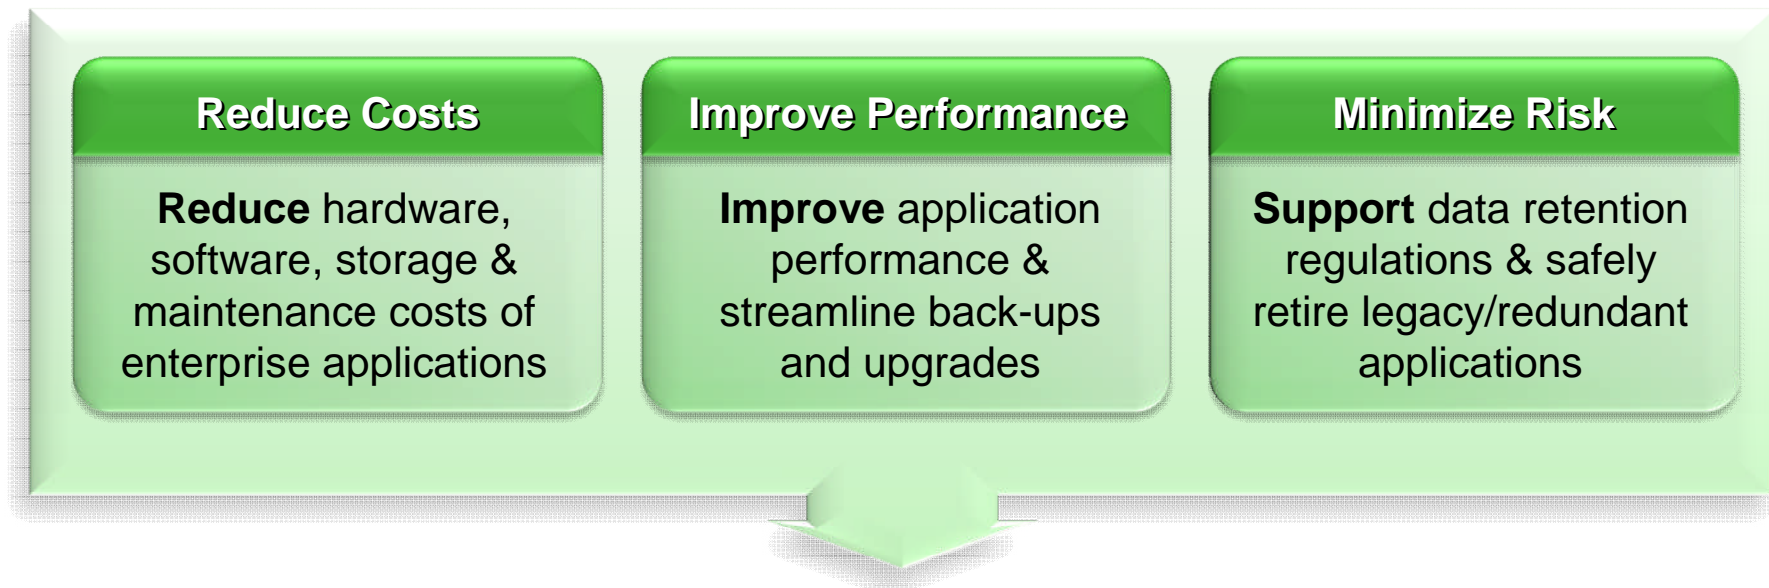 Reduce Costs
Reduce hardware,
software, storage &
maintenance costs of
enterprise applications
Improve Performance
Improve application
performance &
streamline back-ups
and upgrades
Minimize Risk
Support data retention
regulations & safely
retire legacy/redundant
applications